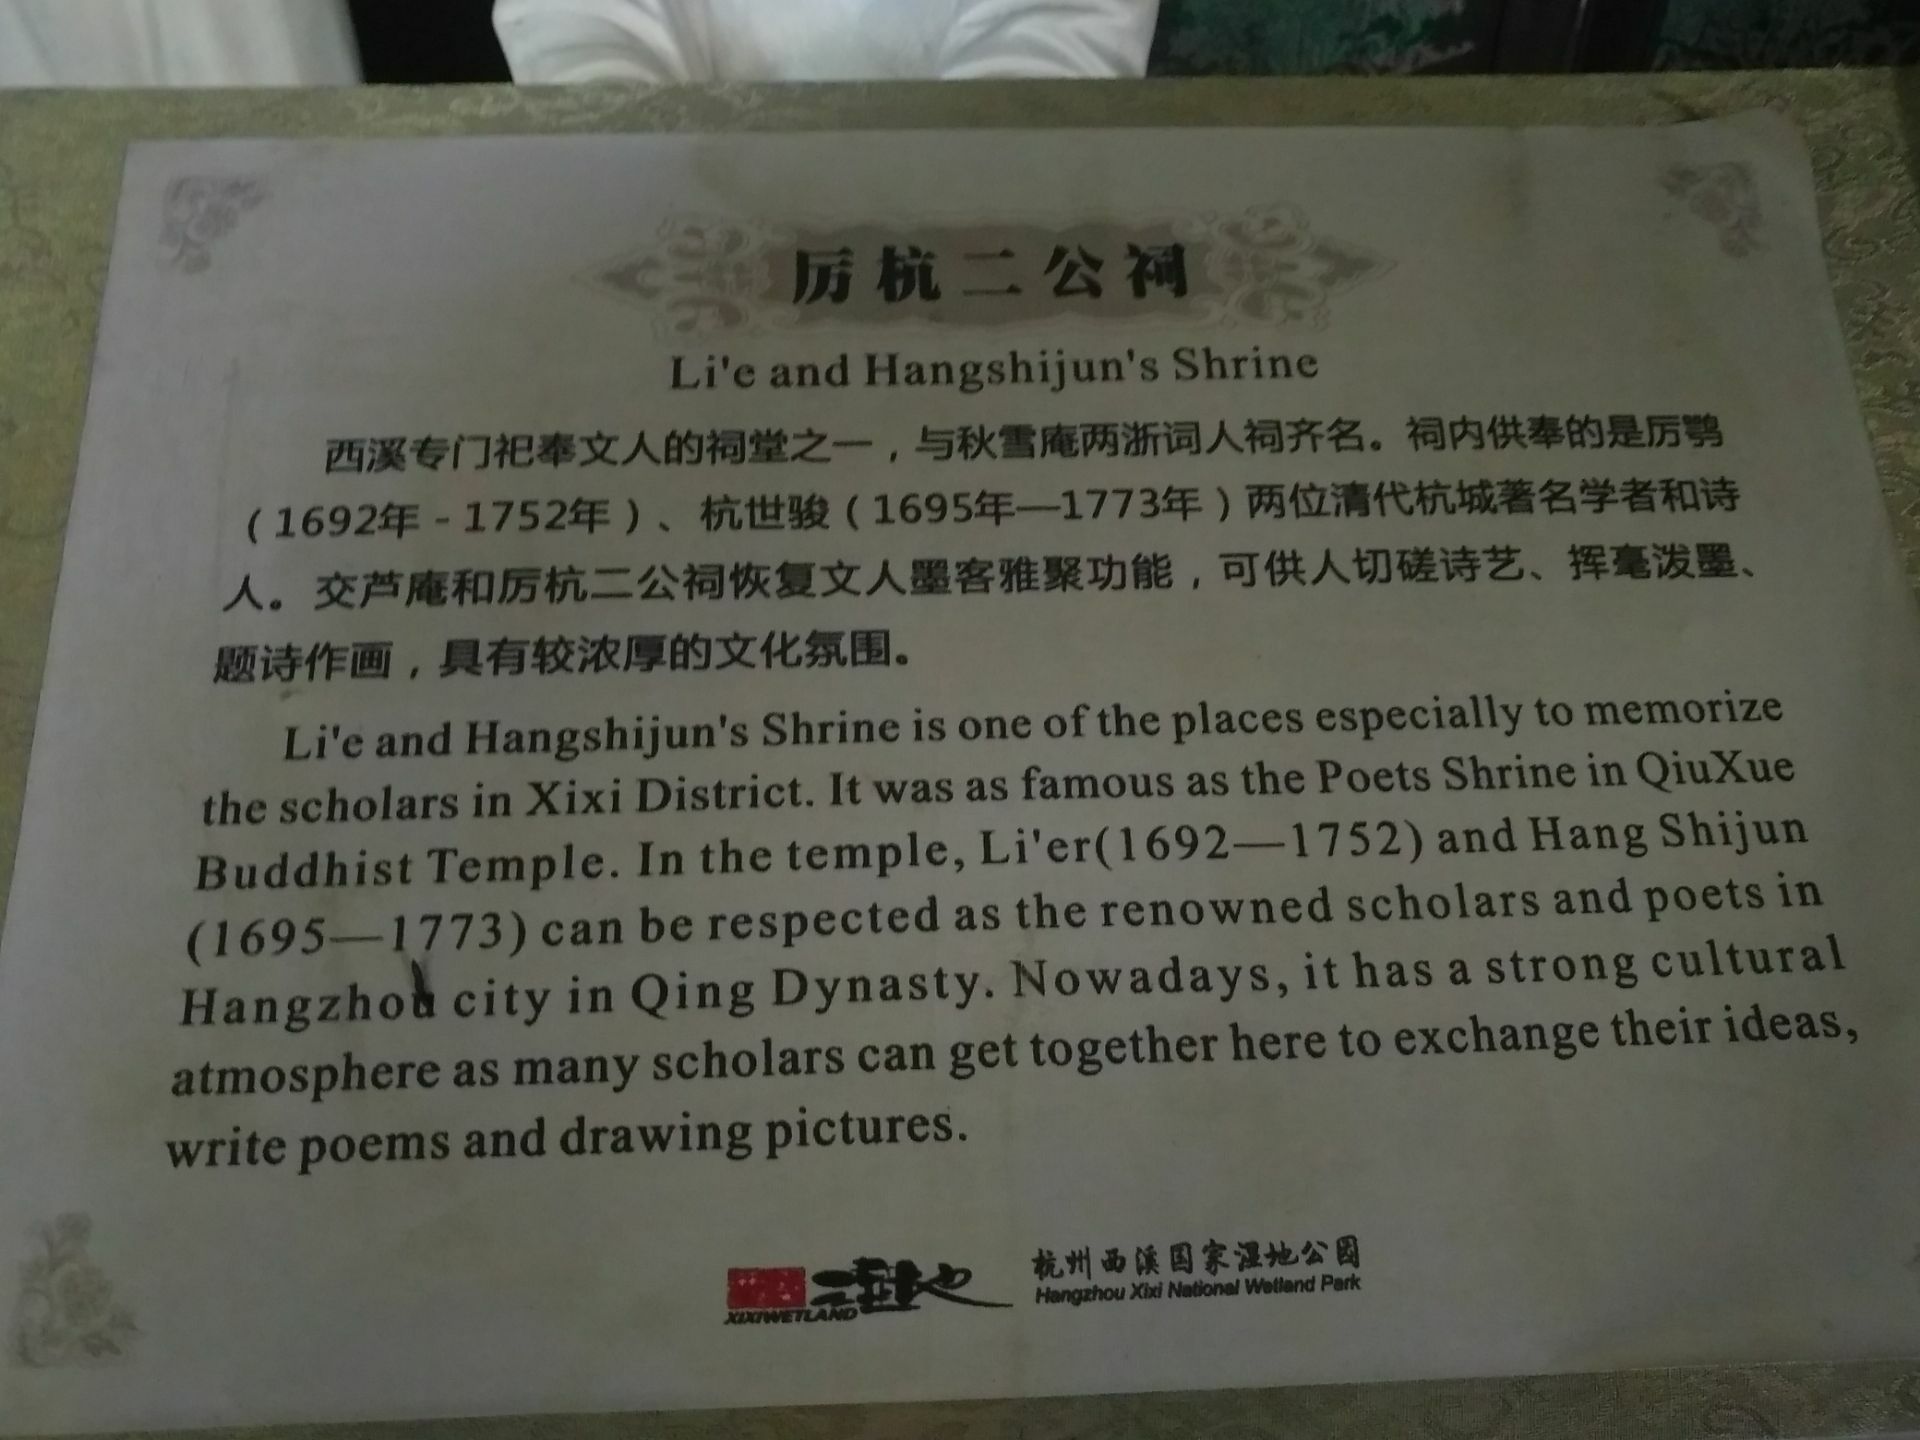 厉杭二公祠
Li'e and Hangshijun's Shrine
西溪专门祀奉文人的祠堂之一，与秋雪庵两浙词人祠齐名。祠内供奉的是厉鹗
（1692年 - 1752年）、杭世骏（1695年—1773年）两位清代杭城著名学者和诗
人。交芦庵和厉杭二公祠恢复文人墨客雅聚功能，可供人切磋诗艺、挥毫泼墨、
题诗作画，具有较浓厚的文化氛围。
Li'e and Hangshijun's Shrine is one of the places especially to memorize
the scholars in Xixi District. It was as famous as the Poets Shrine in QiuXue
Buddhist Temple. In the temple, Li'er(1692—1752) and Hang Shijun
(1695—1773) can be respected as the renowned scholars and poets in
Hangzhou city in Qing Dynasty. Nowadays, it has a strong cultural
atmosphere as many scholars can get together here to exchange their ideas,
write poems and drawing pictures.
湿地
XIXIWETLAND
杭州西溪国家湿地公园
Hangzhou Xixi National Wetland Park